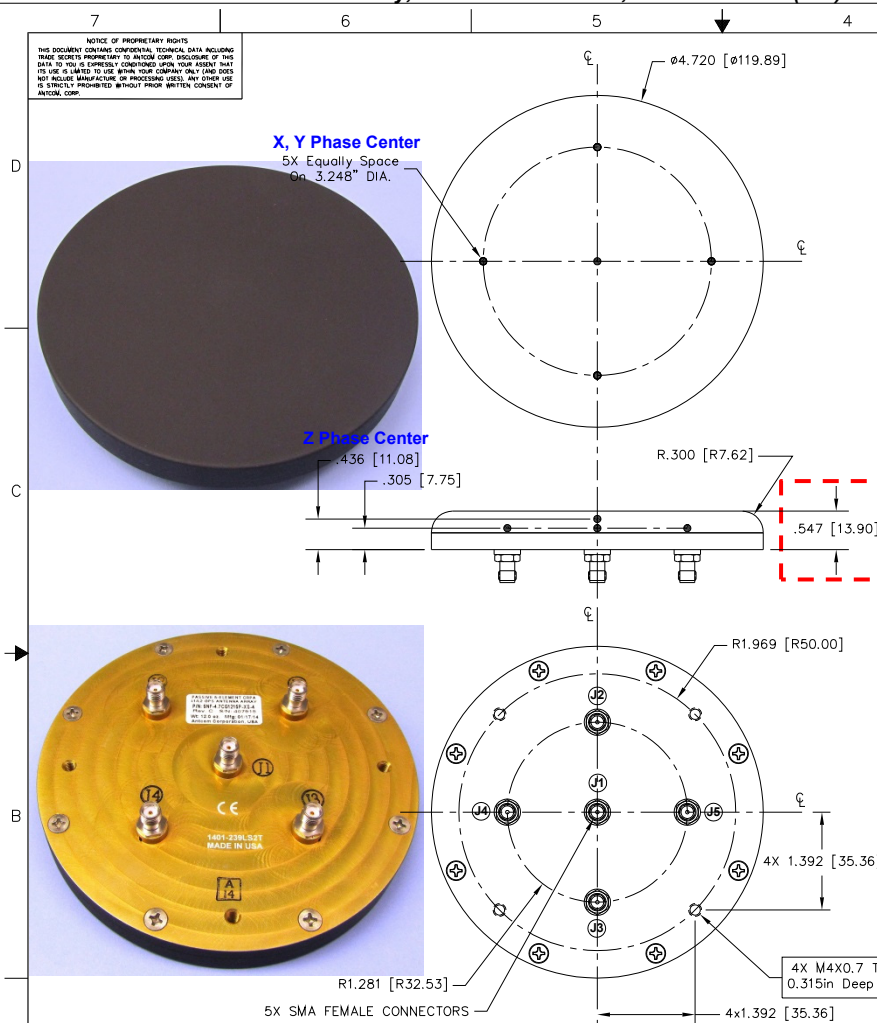 7
6
5
4
NOTICE OF PROPRIETARY RIGHTS
THIS DOCUMENT CONTAINS CONFIDENTIAL TECHNICAL DATA INCLUDING
TRADE SECRETS PROPRIETARY TO ANTCOM CORP. DISCLOSURE OF THIS
DATA TO YOU IS EXPRESSLY CONDITIONED UPON YOUR ASSENT THAT
ITS USE IS LIMITED TO USE WITHIN YOUR COMPANY ONLY (AND DOES
NOT INCLUDE MANUFACTURE OR PROCESSING USES). ANY OTHER USE
IS STRICTLY PROHIBITED WITHOUT PRIOR WRITTEN CONSENT OF
ANTCOM, CORP.
℄
ø4.720 [ø119.89]
X, Y Phase Center
5X Equally Space
On 3.248" DIA.
D
℄
Z Phase Center
.436 [11.08]
.305 [7.75]
R.300 [R7.62]
C
.547 [13.90]
℄
R1.969 [R50.00]
J2
J1
J4
J5
J3
℄
B
4X 1.392 [35.36
J1
J4
J3
CE
1401-239LS2T
MADE IN USA
A
14
Antcom Corporation, USA
4X M4X0.7 T
0.315in Deep
R1.281 [R32.53]
5X SMA FEMALE CONNECTORS
4x1.392 [35.36]